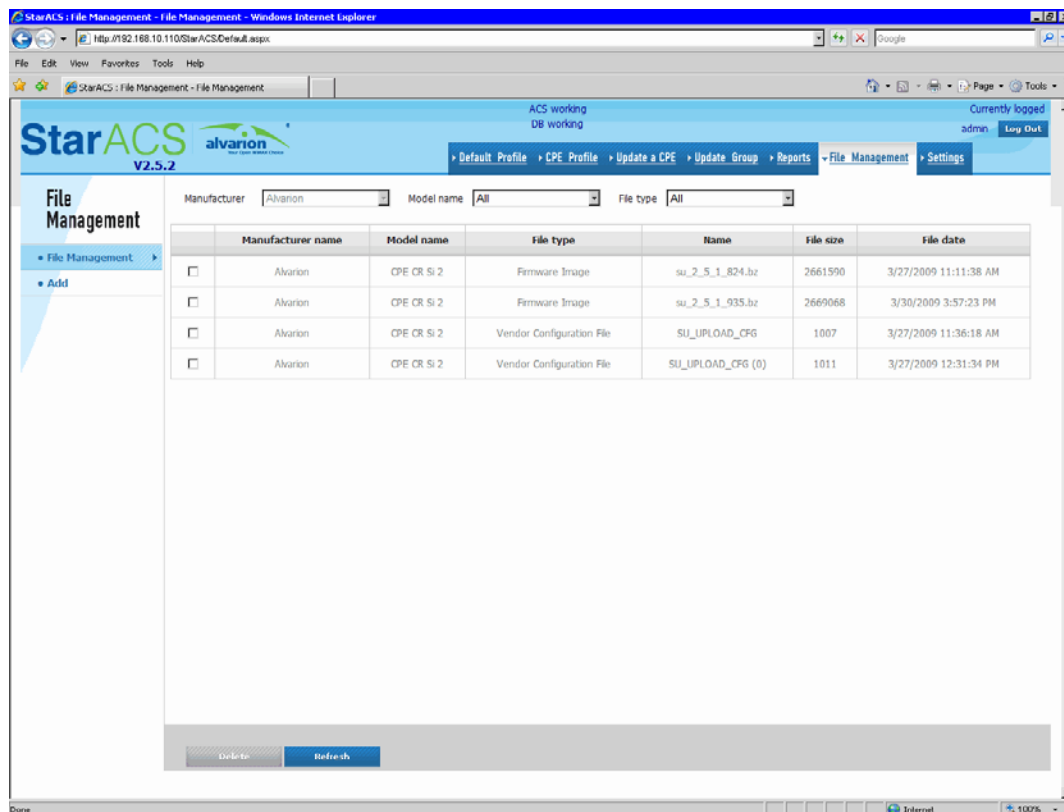 StarACS : File Management - File Management - Windows Internet Explorer
http://192.168.10.110/StarACS/Default.aspx
Google
File Edit View Favorites Tools Help
StarACS : File Management - File Management
Page Tools
ACS working
DB working
Currently logged
admin Log Out
StarACS
V2.5.2
alvarion
Default Profile CPE Profile Update a CPE Update Group Reports File Management Settings
File
Management
File Management
Add
Manufacturer Alvarion Model name All File type All
Manufacturer name Model name File type Name File size File date
Alvarion CPE CR Si 2 Firmware Image su_2_5_1_824.bz 2661590 3/27/2009 11:11:38 AM
Alvarion CPE CR Si 2 Firmware Image su_2_5_1_935.bz 2669068 3/30/2009 3:57:23 PM
Alvarion CPE CR Si 2 Vendor Configuration File SU_UPLOAD_CFG 1007 3/27/2009 11:36:18 AM
Alvarion CPE CR Si 2 Vendor Configuration File SU_UPLOAD_CFG (0) 1011 3/27/2009 12:31:34 PM
Delete Refresh
Done Internet 100%